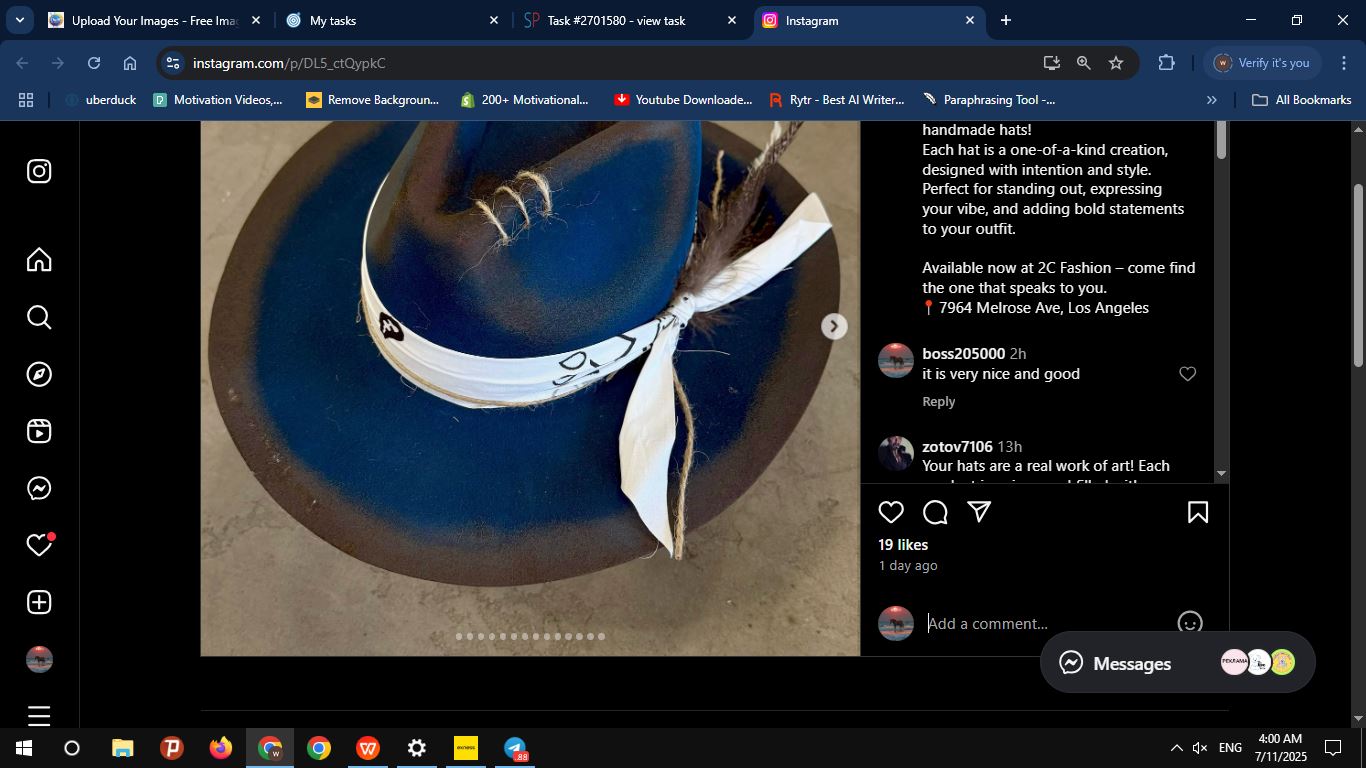 Upload Your Images - Free Imag
My tasks
Task #2701580 - view task
Instagram
instagram.com/p/DL5_ctQypkC
Verify it's you
uberduck
Motivation Videos,...
Remove Backgroun...
200+ Motivational...
Youtube Downloade...
Rytr - Best AI Writer...
Paraphrasing Tool -...
All Bookmarks
handmade hats!
Each hat is a one-of-a-kind creation,
designed with intention and style.
Perfect for standing out, expressing
your vibe, and adding bold statements
to your outfit.
Available now at 2C Fashion – come find
the one that speaks to you.
📍 7964 Melrose Ave, Los Angeles
boss205000 2h
it is very nice and good
Reply
zotov7106 13h
Your hats are a real work of art! Each
19 likes
1 day ago
Add a comment...
Messages
РЕКЛАМА
exness
88
ENG
4:00 AM
7/11/2025